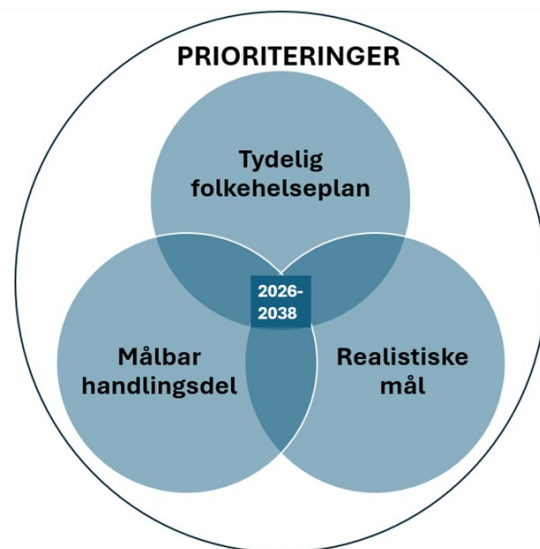 PRIORITERINGER
Tydelig
folkehelseplan
2026-
2038
Målbar
handlingsdel
Realistiske
mål